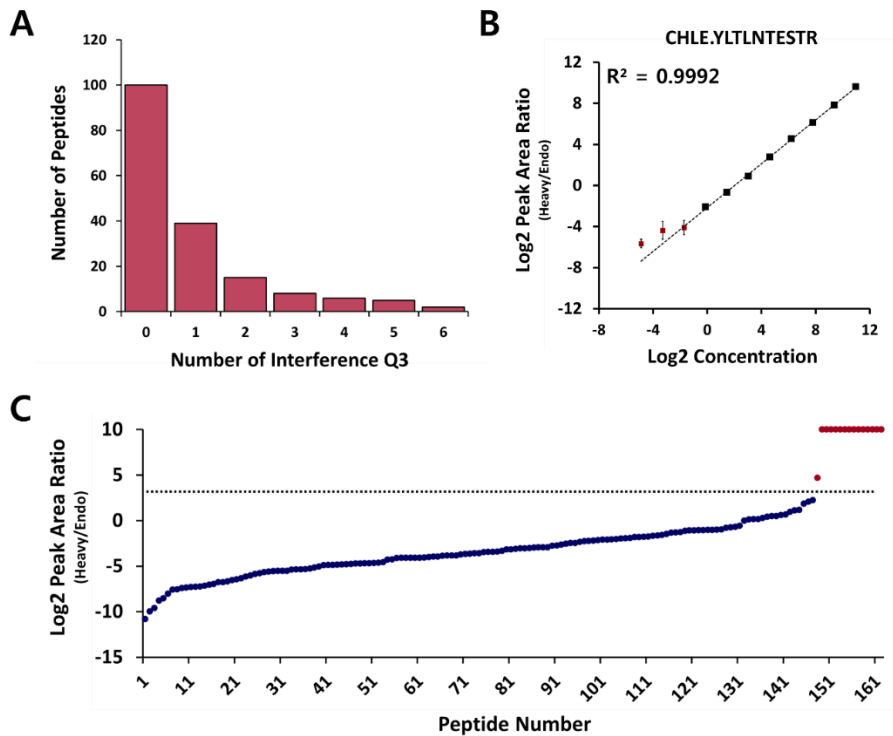 A
120
100
80
60
40
20
0
Number of Peptides
0 1 2 3 4 5 6
Number of Interference Q3
B
CHLE.YLTLNTESTR
R² = 0.9992
12
8
4
0
-4
-8
-12
Log2 Peak Area Ratio
(Heavy/Endo)
-8 -4 0 4 8 12
Log2 Concentration
C
10
5
0
-5
-10
-15
Log2 Peak Area Ratio
(Heavy/Endo)
1 11 21 31 41 51 61 71 81 91 101 111 121 131 141 151 161
Peptide Number